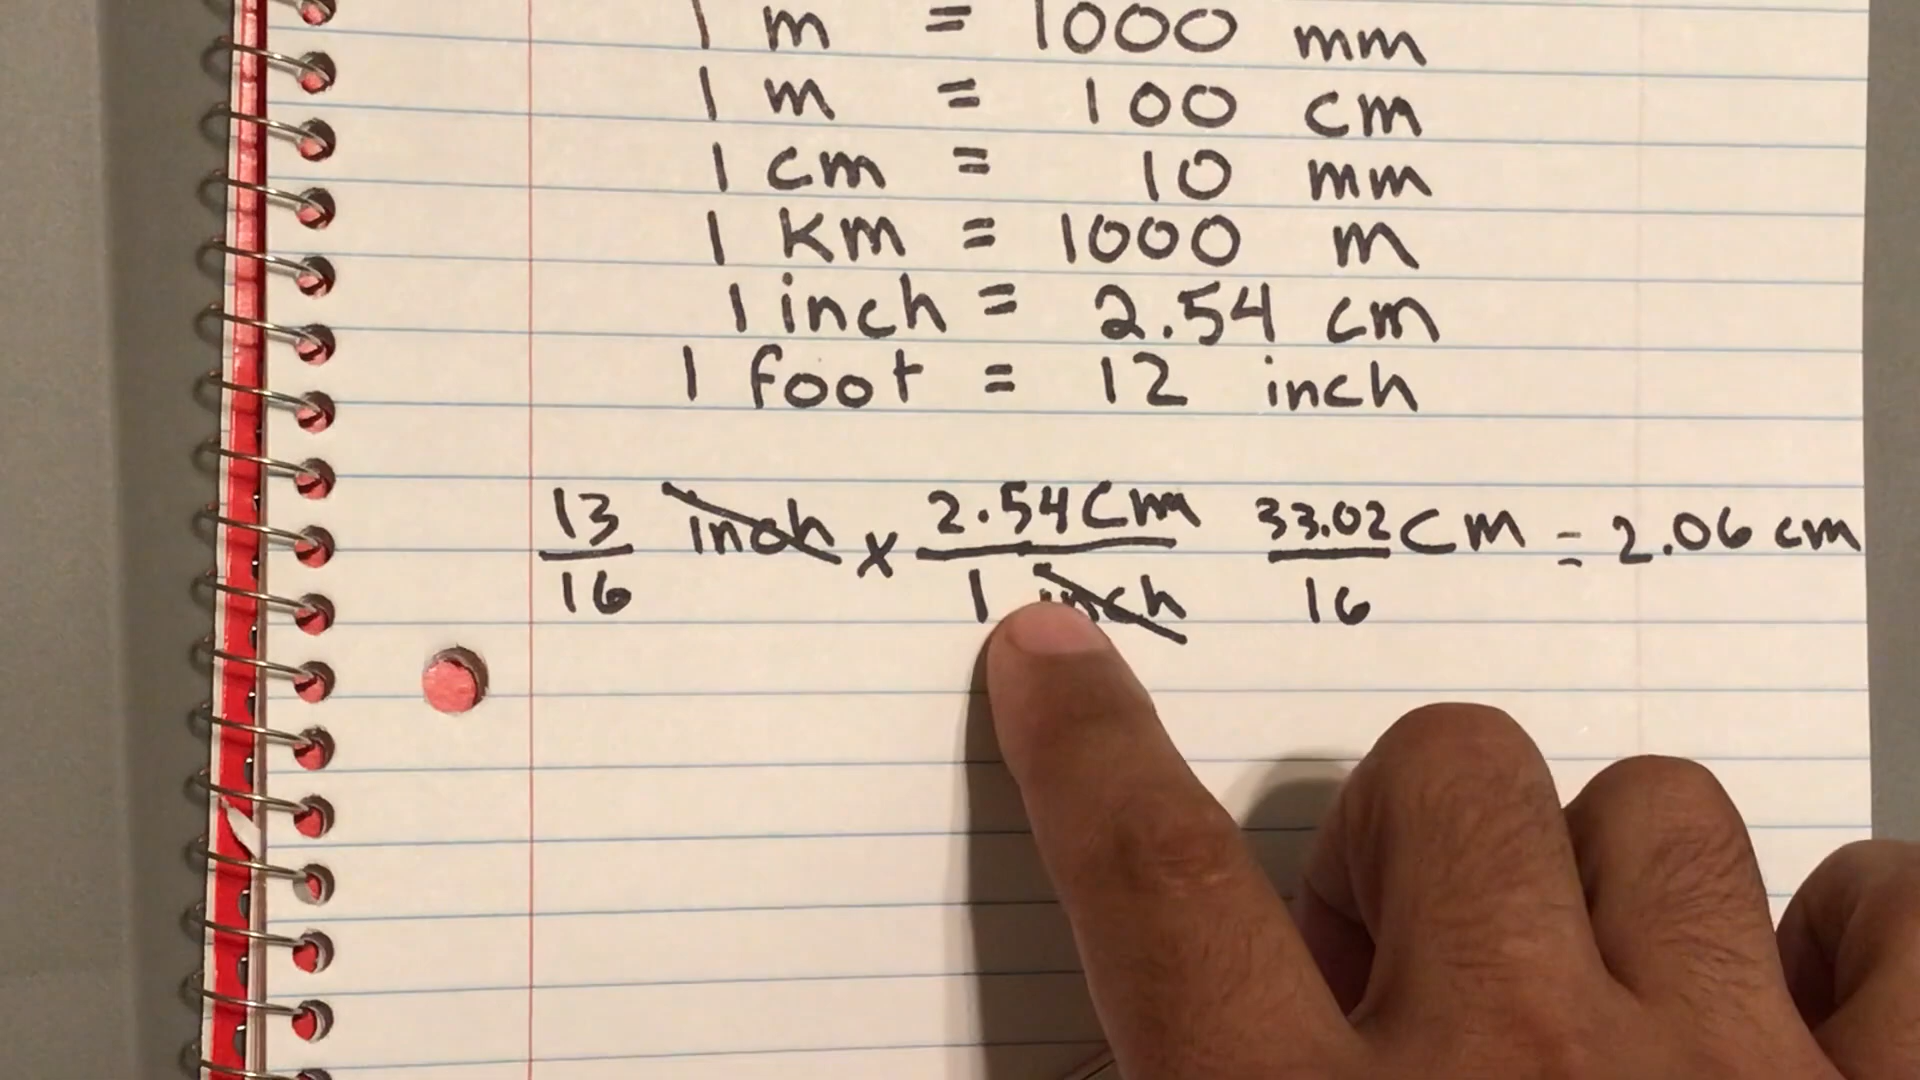 1 m = 1000 mm
1 m = 100 cm
1 cm = 10 mm
1 Km = 1000 m
1 inch = 2.54 cm
1 foot = 12 inch
13/16 inch x 2.54 Cm/1 inch 33.02/16 Cm = 2.06 cm